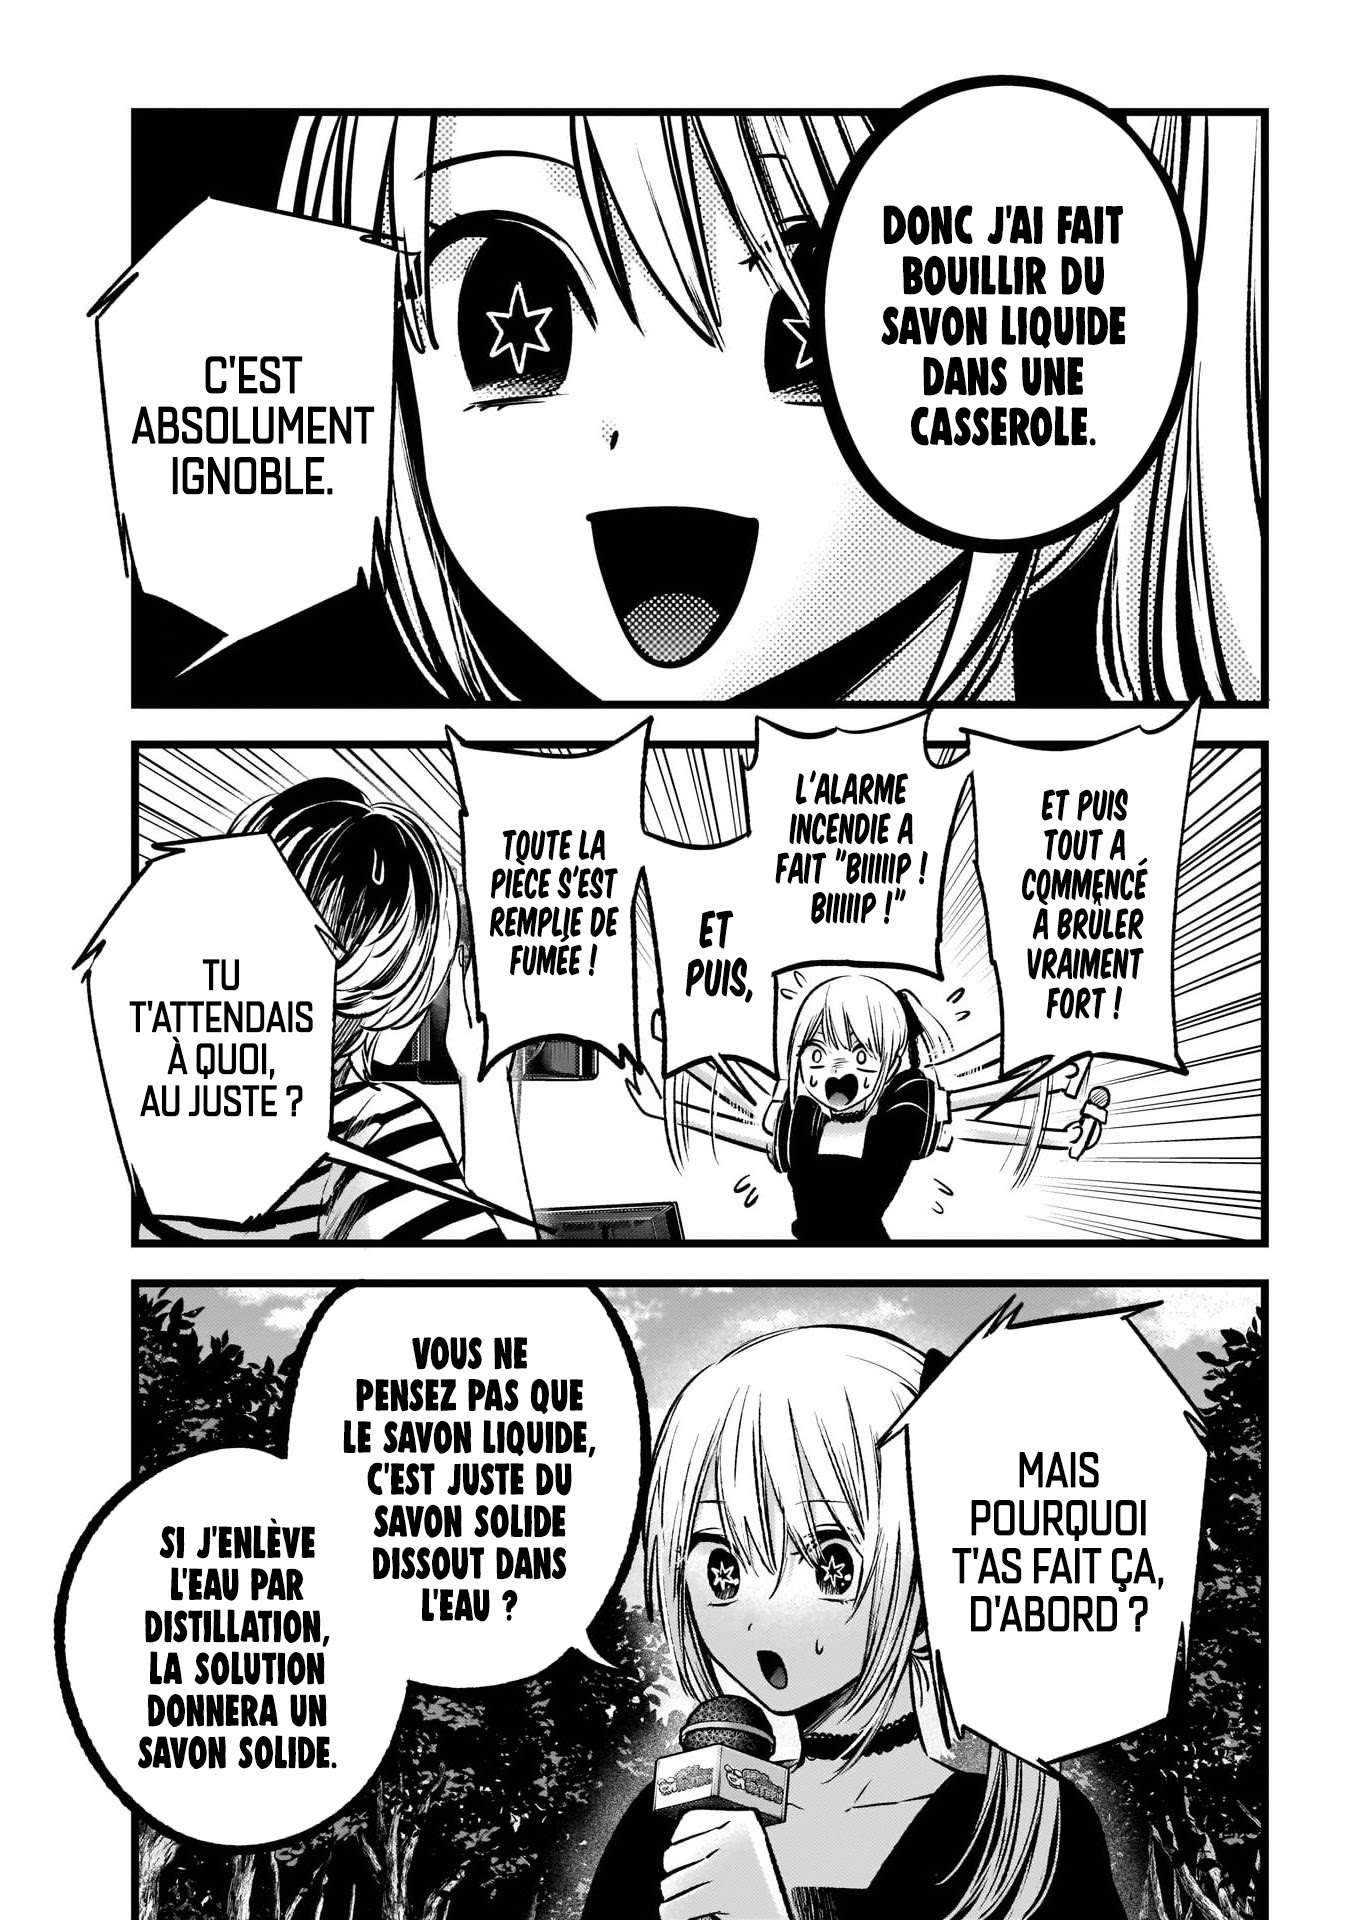 DONC J'AI FAIT
BOUILLIR DU
SAVON LIQUIDE
DANS UNE
CASSEROLE.
C'EST
ABSOLUMENT
IGNOBLE.
ET PUIS
TOUT A
COMMENCÉ
À BRÛLER
VRAIMENT
FORT !
L'ALARME
INCENDIE A
FAIT "BIIIIIP !
BIIIIIP !"
ET
PUIS,
TOUTE LA
PIÈCE S'EST
REMPLIE DE
FUMÉE !
TU
T'ATTENDAIS
À QUOI,
AU JUSTE ?
MAIS
POURQUOI
T'AS FAIT ÇA,
D'ABORD ?
VOUS NE
PENSEZ PAS QUE
LE SAVON LIQUIDE,
C'EST JUSTE DU
SAVON SOLIDE
DISSOUT DANS
L'EAU ?
SI J'ENLÈVE
L'EAU PAR
DISTILLATION,
LA SOLUTION
DONNERA UN
SAVON SOLIDE.